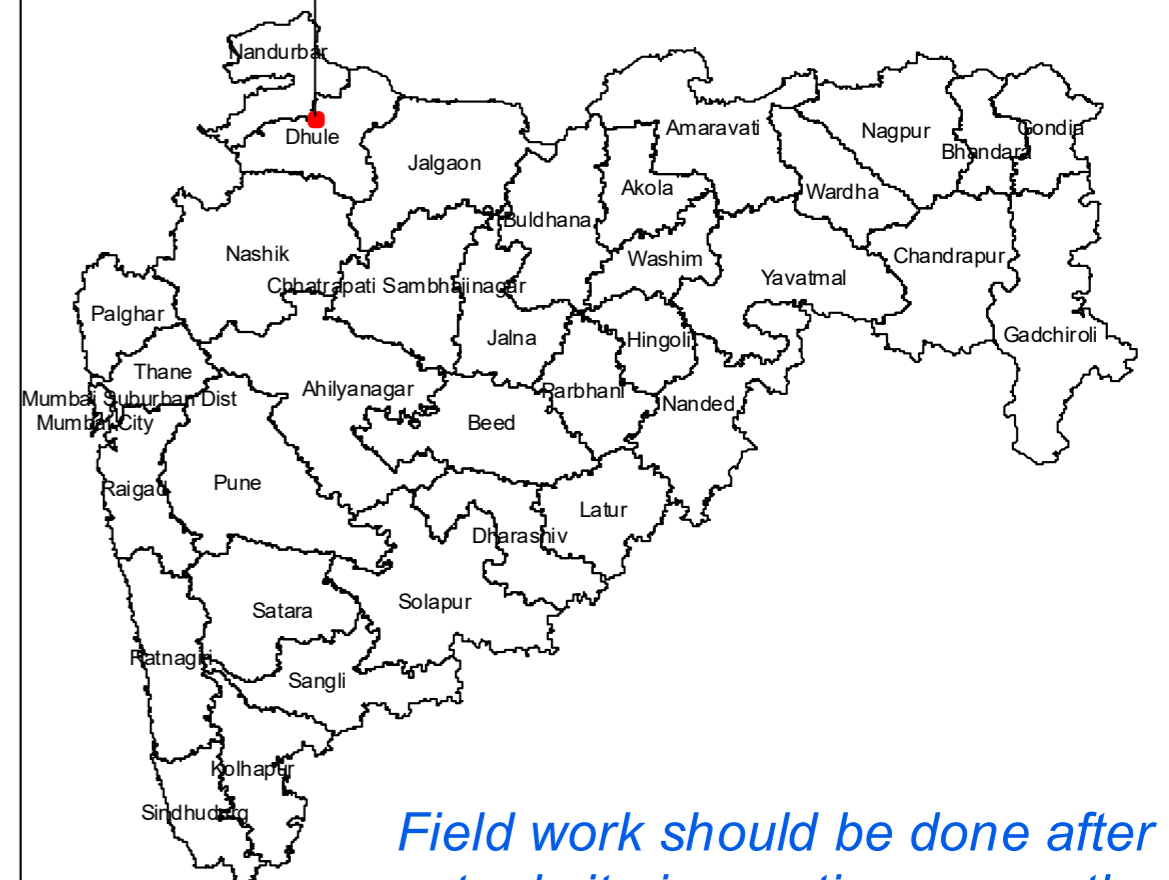 Nandurbar
Dhule
Jalgaon
Amaravati
Nagpur
Gondia
Bhandara
Akola
Wardha
Buldhana
Nashik
Washim
Chandrapur
Chhatrapati Sambhajinagar
Yavatmal
Palghar
Jalna
Hingoli
Gadchiroli
Thane
Ahilyanagar
Parbhani
Mumbai Suburban Dist
Nanded
Mumbai City
Beed
Raigad
Pune
Latur
Dharashiv
Satara
Solapur
Ratnagiri
Sangli
Kolhapur
Sindhudurg
Field work should be done after